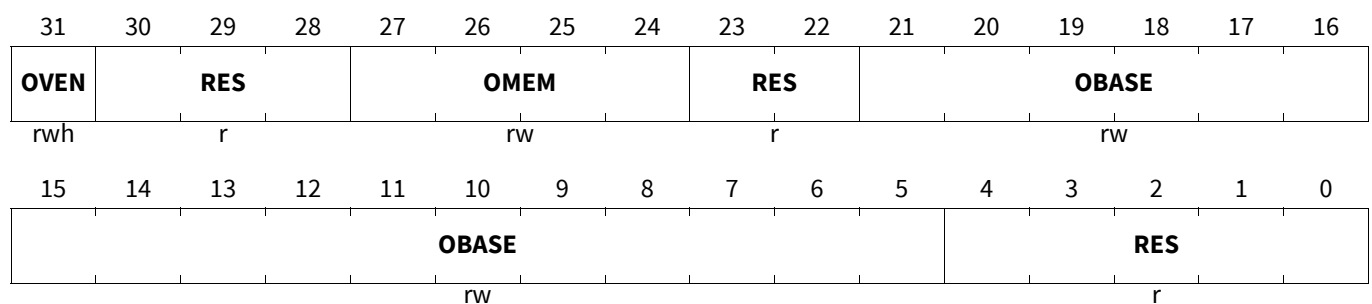 31 30 29 28 27 26 25 24 23 22 21 20 19 18 17 16
OVEN RES OMEM RES OBASE
rwh r rw r rw
15 14 13 12 11 10 9 8 7 6 5 4 3 2 1 0
OBASE RES
rw r